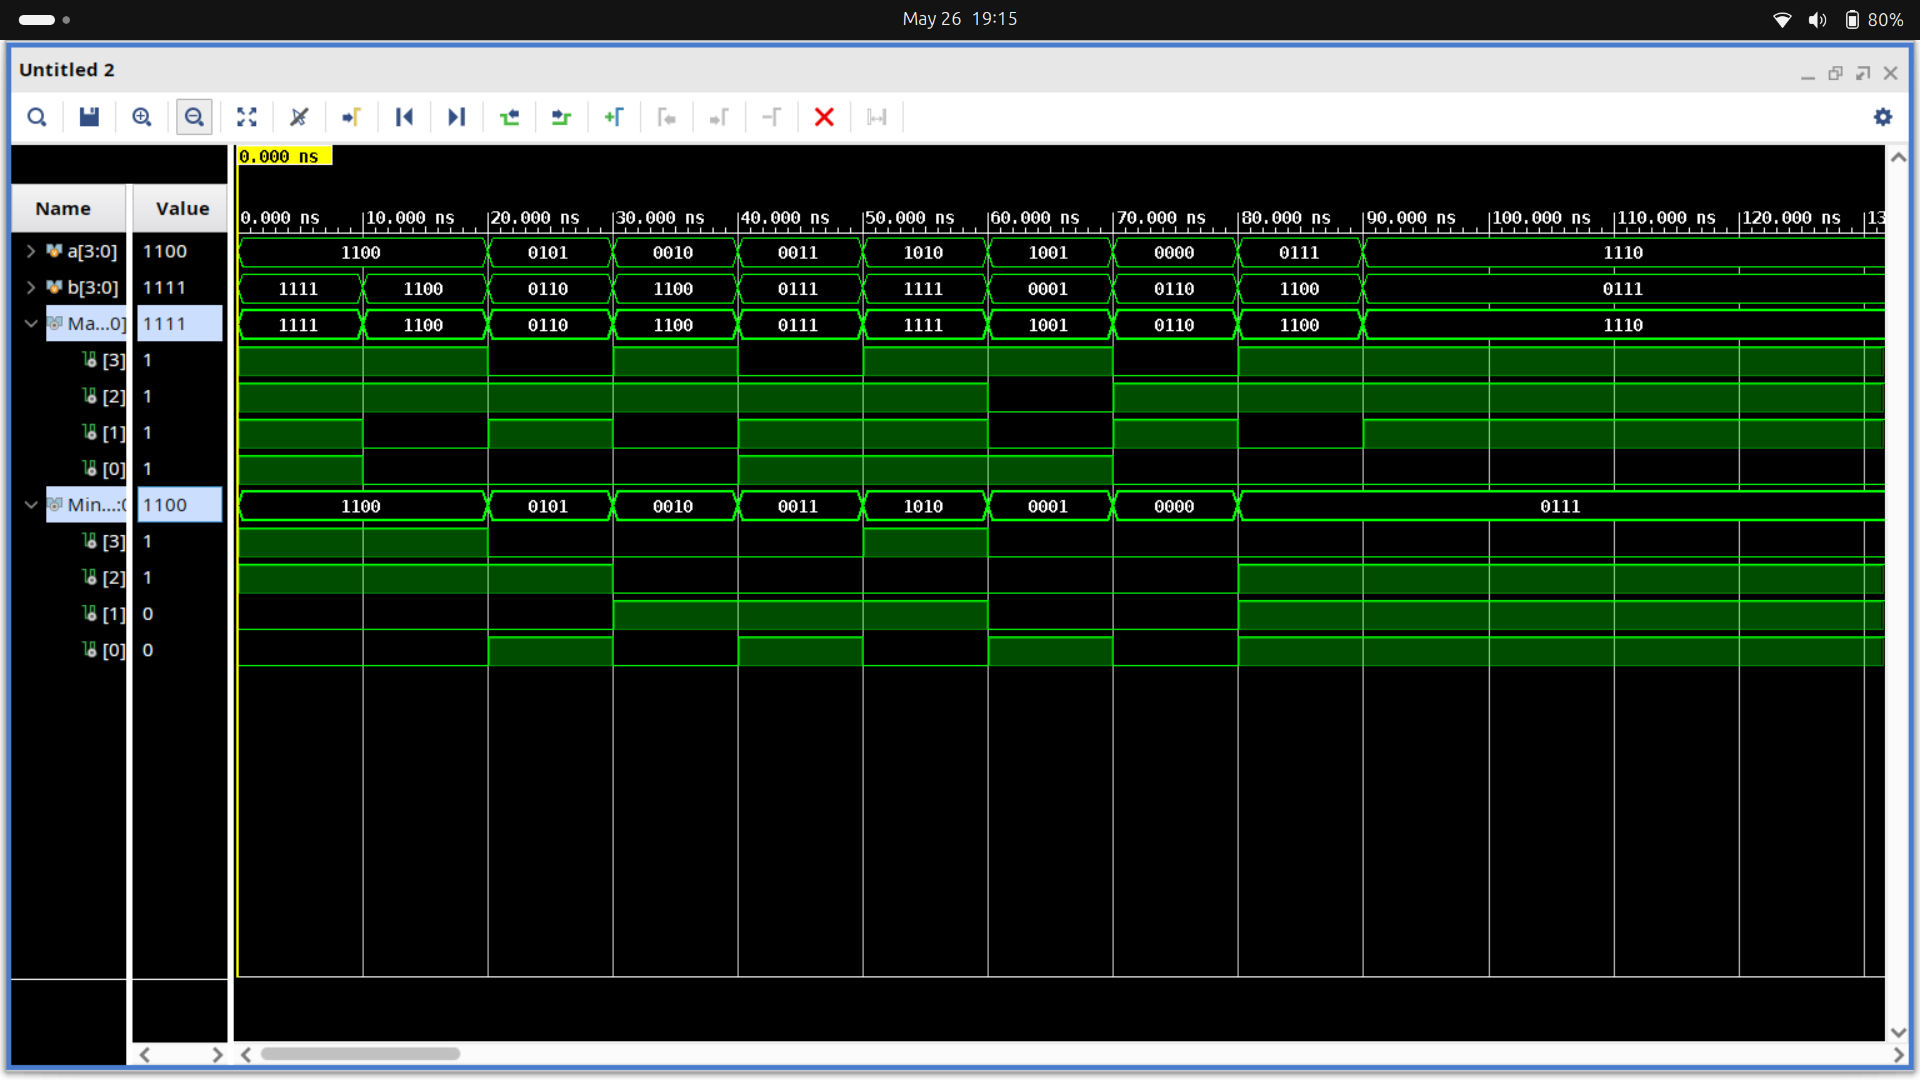 May 26 19:15
80%
Untitled 2
0.000 ns
Name Value
0.000 ns 10.000 ns 20.000 ns 30.000 ns 40.000 ns 50.000 ns 60.000 ns 70.000 ns 80.000 ns 90.000 ns 100.000 ns 110.000 ns 120.000 ns 13
a[3:0] 1100 1100 0101 0010 0011 1010 1001 0000 0111 1110
b[3:0] 1111 1111 1100 0110 1100 0111 1111 0001 0110 1100 0111
Ma...0] 1111 1111 1100 0110 1100 0111 1111 1001 0110 1100 1110
[3] 1
[2] 1
[1] 1
[0] 1
Min...:0 1100 1100 0101 0010 0011 1010 0001 0000 0111
[3] 1
[2] 1
[1] 0
[0] 0